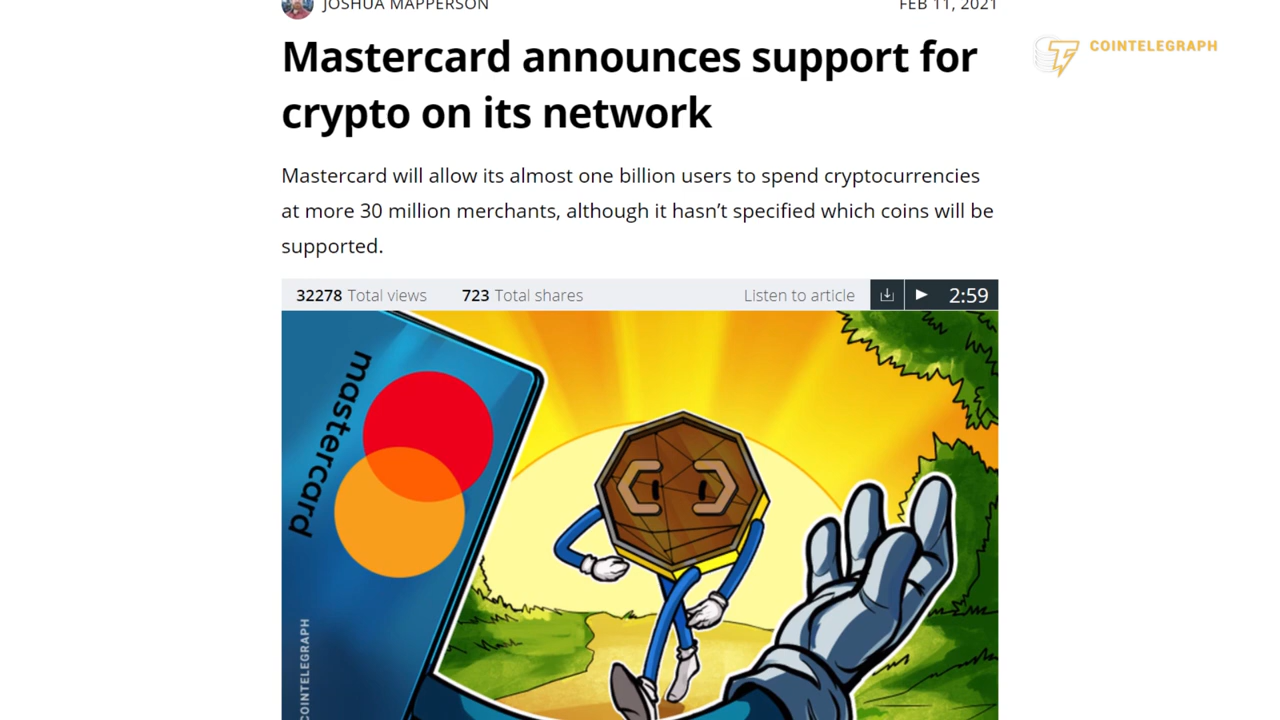 JOSHUA MAPPERSON
FEB 11, 2021
COINTELEGRAPH
Mastercard announces support for
crypto on its network
Mastercard will allow its almost one billion users to spend cryptocurrencies
at more 30 million merchants, although it hasn’t specified which coins will be
supported.
32278 Total views 723 Total shares Listen to article 2:59
mastercard
COINTELEGRAPH